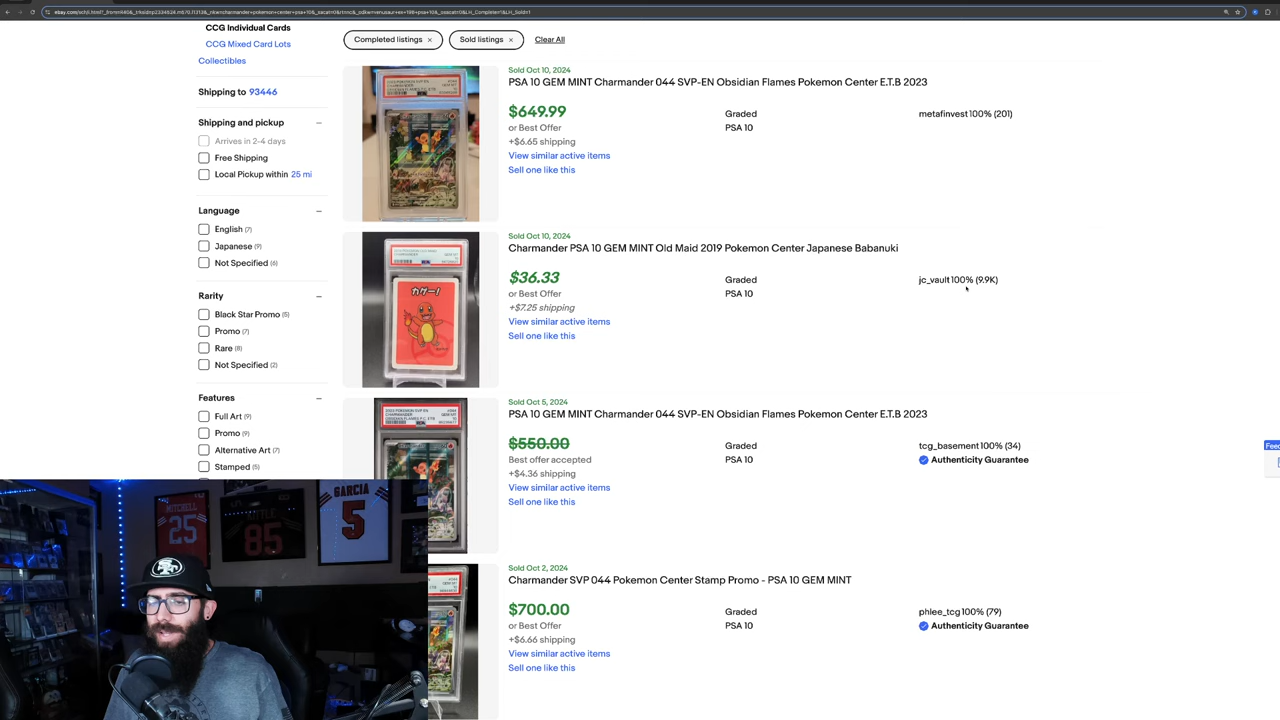 CCG Individual Cards
CCG Mixed Card Lots
Collectibles
Shipping to 93446
Shipping and pickup
Arrives in 2-4 days
Free Shipping
Local Pickup within 25 mi
Language
English (7)
Japanese (9)
Not Specified (6)
Rarity
Black Star Promo (5)
Promo (7)
Rare (8)
Not Specified (2)
Features
Full Art (9)
Promo (9)
Alternative Art (7)
Stamped (5)
Completed listings ×
Sold listings ×
Clear All
Sold Oct 10, 2024
PSA 10 GEM MINT Charmander 044 SVP-EN Obsidian Flames Pokemon Center E.T.B 2023
$649.99
or Best Offer
+$6.65 shipping
View similar active items
Sell one like this
Graded
PSA 10
metafinvest 100% (201)
Sold Oct 10, 2024
Charmander PSA 10 GEM MINT Old Maid 2019 Pokemon Center Japanese Babanuki
$36.33
or Best Offer
+$7.25 shipping
View similar active items
Sell one like this
Graded
PSA 10
jc_vault 100% (9.9K)
カゲー!
Sold Oct 5, 2024
PSA 10 GEM MINT Charmander 044 SVP-EN Obsidian Flames Pokemon Center E.T.B 2023
$550.00
Best offer accepted
+$4.36 shipping
View similar active items
Sell one like this
Graded
PSA 10
tcg_basement 100% (34)
Authenticity Guarantee
Sold Oct 2, 2024
Charmander SVP 044 Pokemon Center Stamp Promo - PSA 10 GEM MINT
$700.00
or Best Offer
+$6.66 shipping
View similar active items
Sell one like this
Graded
PSA 10
phlee_tcg 100% (79)
Authenticity Guarantee
MITCHELL
25
KITTLE
85
GARCIA
5
SF